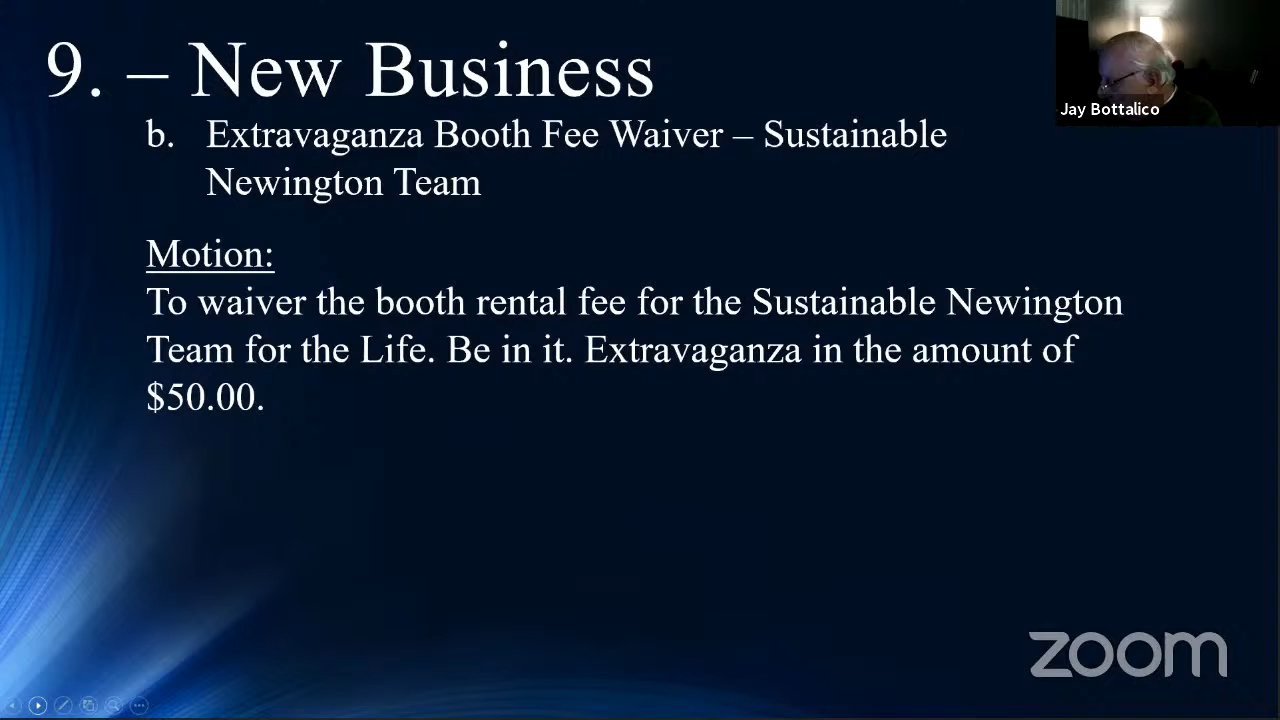 9. – New Business
Jay Bottalico
b. Extravaganza Booth Fee Waiver – Sustainable
Newington Team
Motion:
To waiver the booth rental fee for the Sustainable Newington
Team for the Life. Be in it. Extravaganza in the amount of
$50.00.
zoom